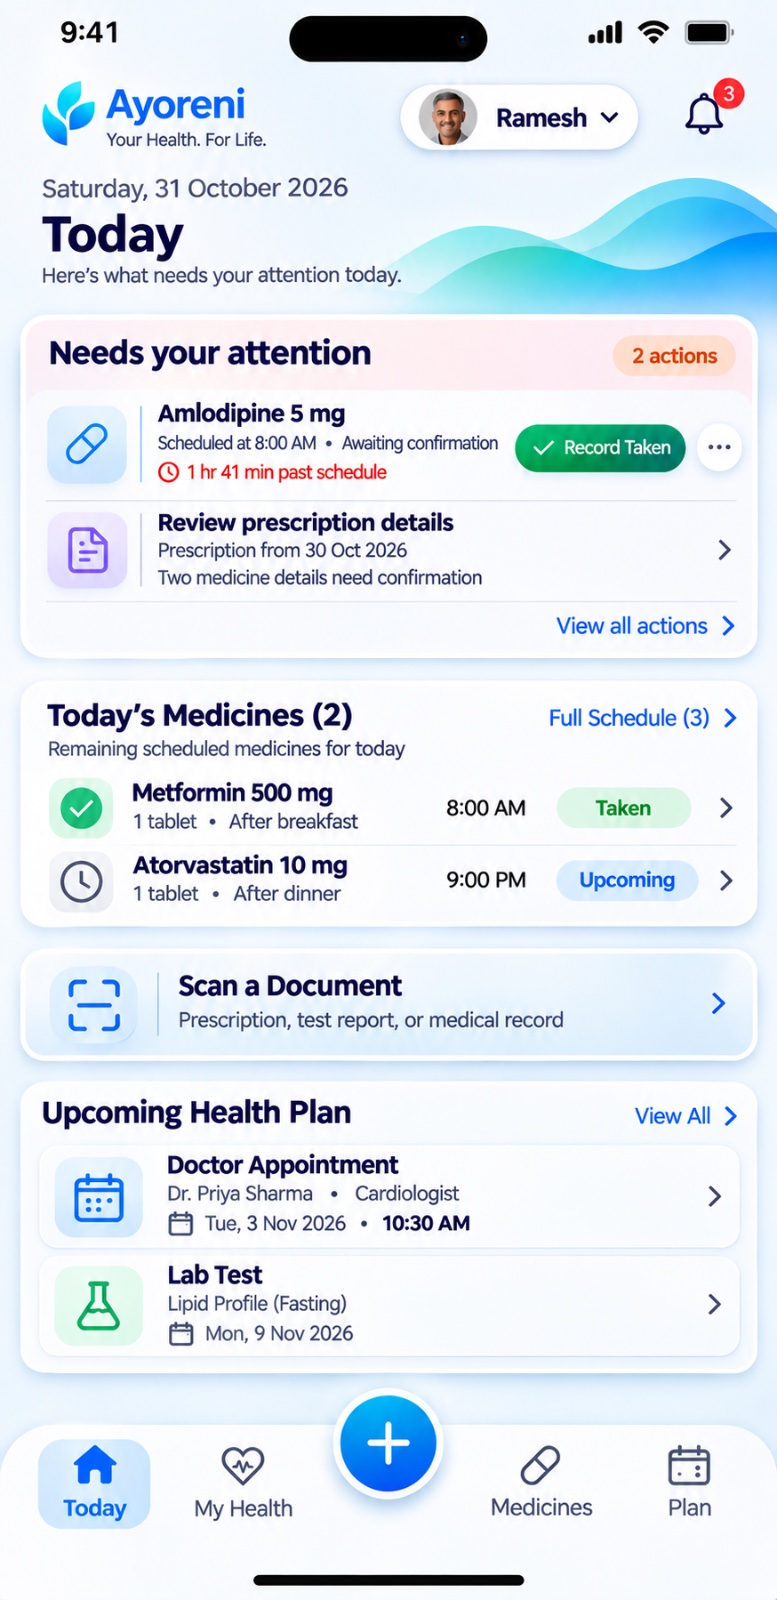 9:41
Ayoreni
Your Health. For Life.
Ramesh
3
Saturday, 31 October 2026
Today
Here's what needs your attention today.
Needs your attention
2 actions
Amlodipine 5 mg
Scheduled at 8:00 AM • Awaiting confirmation
1 hr 41 min past schedule
Record Taken
Review prescription details
Prescription from 30 Oct 2026
Two medicine details need confirmation
View all actions
Today's Medicines (2)
Full Schedule (3)
Remaining scheduled medicines for today
Metformin 500 mg
1 tablet • After breakfast
8:00 AM
Taken
Atorvastatin 10 mg
1 tablet • After dinner
9:00 PM
Upcoming
Scan a Document
Prescription, test report, or medical record
Upcoming Health Plan
View All
Doctor Appointment
Dr. Priya Sharma • Cardiologist
Tue, 3 Nov 2026 • 10:30 AM
Lab Test
Lipid Profile (Fasting)
Mon, 9 Nov 2026
Today
My Health
Medicines
Plan